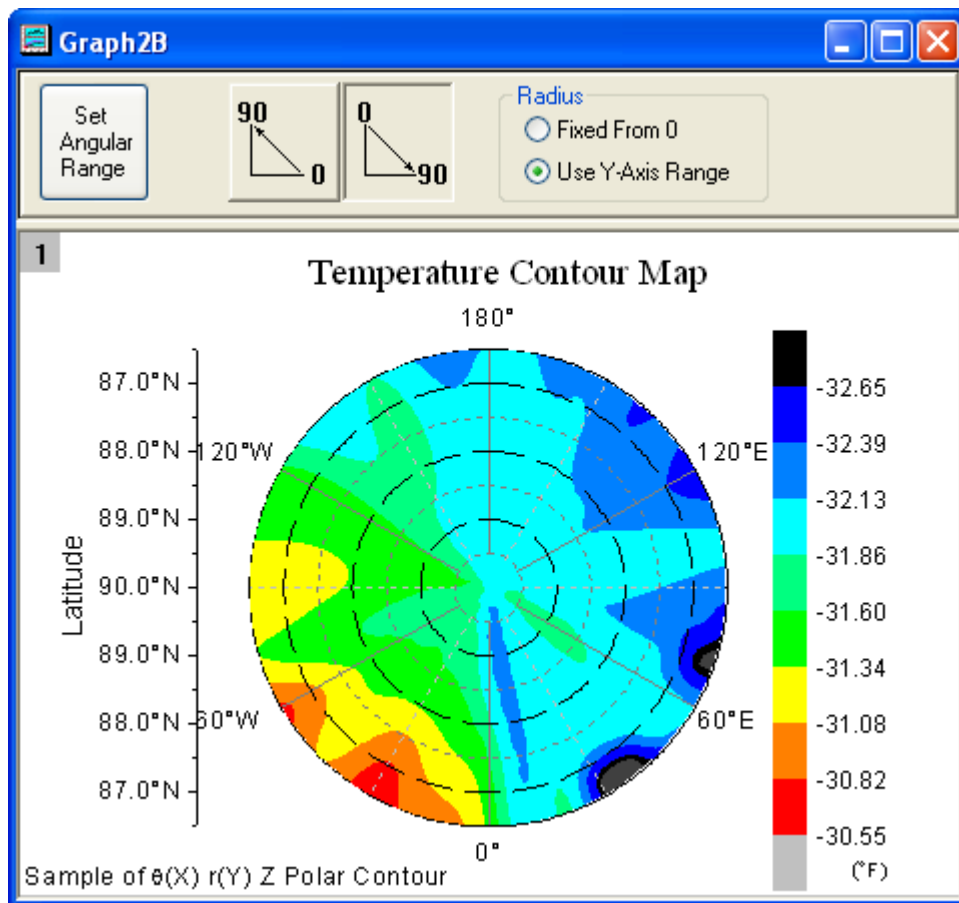 Graph2B
Set
Angular
Range
90
0
0
90
Radius
Fixed From 0
Use Y-Axis Range
1
Temperature Contour Map
180°
87.0°N
88.0°N
120°W
120°E
89.0°N
90.0°N
89.0°N
88.0°N
60°W
60°E
87.0°N
0°
Latitude
-32.65
-32.39
-32.13
-31.86
-31.60
-31.34
-31.08
-30.82
-30.55
(°F)
Sample of θ(X) r(Y) Z Polar Contour